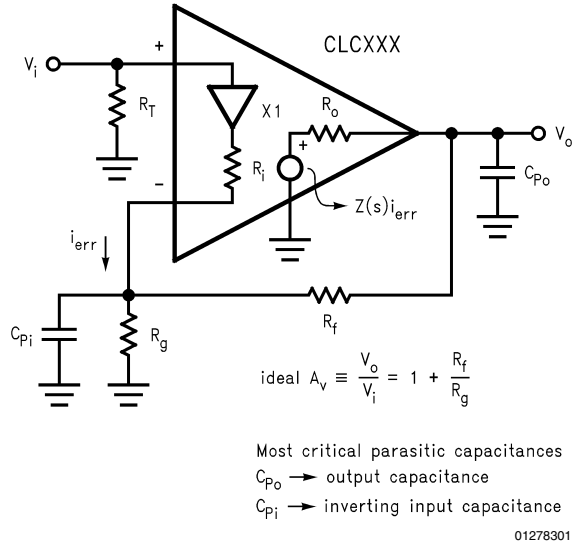 CLCXXX
V_i
+
R_T
X1
R_o
+
V_o
R_i
C_Po
−
Z(s)i_err
i_err
C_Pi
R_g
R_f
ideal A_v ≡ V_o/V_i = 1 + R_f/R_g
Most critical parasitic capacitances
C_Po → output capacitance
C_Pi → inverting input capacitance
01278301